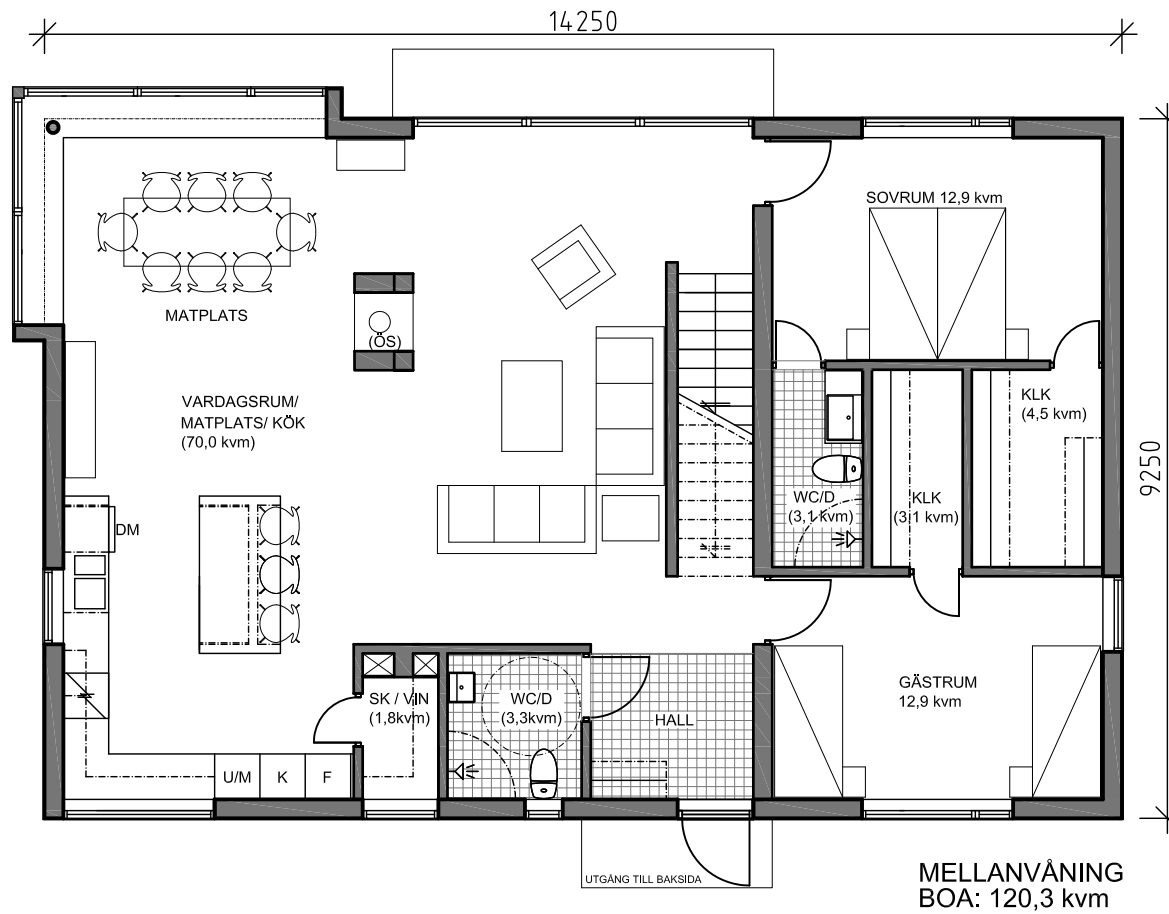 14250
SOVRUM 12,9 kvm
MATPLATS
(ÖS)
VARDAGSRUM/
MATPLATS/ KÖK
(70,0 kvm)
KLK
(4,5 kvm)
9250
DM
WC/D
(3,1 kvm)
KLK
(3,1 kvm)
SK / VIN
(1,8kvm)
WC/D
(3,3kvm)
HALL
GÄSTRUM
12,9 kvm
U/M
K
F
UTGÅNG TILL BAKSIDA
MELLANVÅNING
BOA: 120,3 kvm